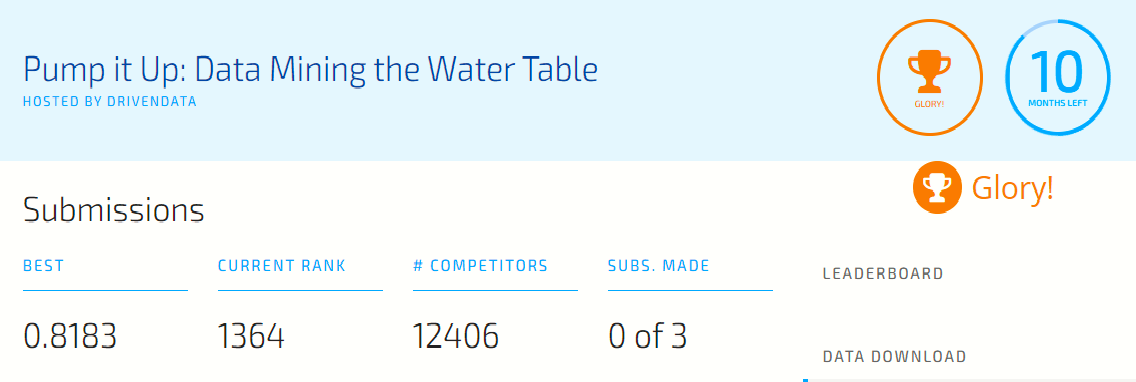 Pump it Up: Data Mining the Water Table
HOSTED BY DRIVENDATA
GLORY!
10
MONTHS LEFT
Glory!
Submissions
BEST
CURRENT RANK
# COMPETITORS
SUBS. MADE
0.8183
1364
12406
0 of 3
LEADERBOARD
DATA DOWNLOAD